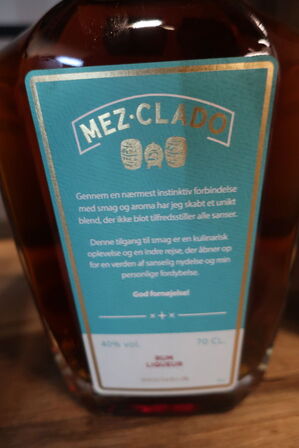 MEZ·CLADO
Gennem en nærmest instinktiv forbindelse
med smag og aroma har jeg skabt et unikt
blend, der ikke blot tilfredsstiller alle sanser.
Denne tilgang til smag er en kulinarisk
oplevelse og en indre rejse, der åbner op
for en verden af sanselig nydelse og min
personlige fordybelse.
God fornøjelse!
40% vol. 70 CL.
RUM
LIQUEUR